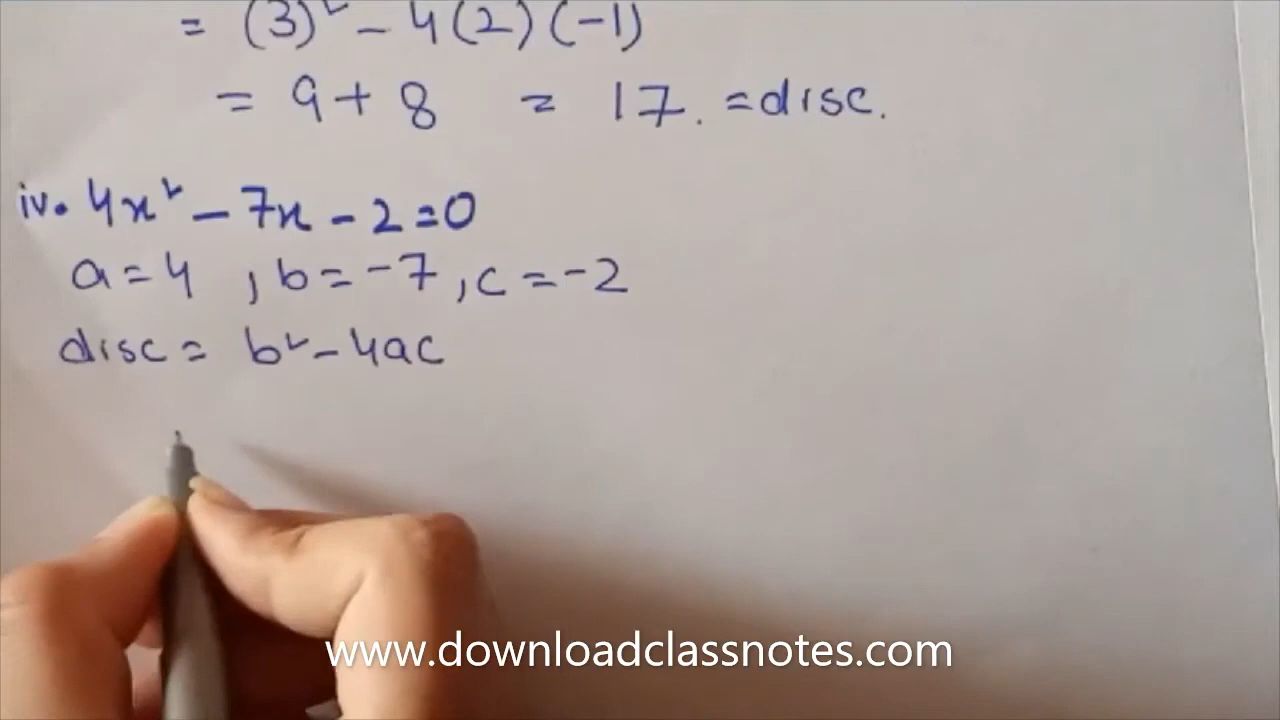 = (3)² - 4(2)(-1)
= 9 + 8 = 17. = disc.
iv. 4x² - 7x - 2 = 0
a = 4 , b = -7 , c = -2
disc = b² - 4ac
www.downloadclassnotes.com